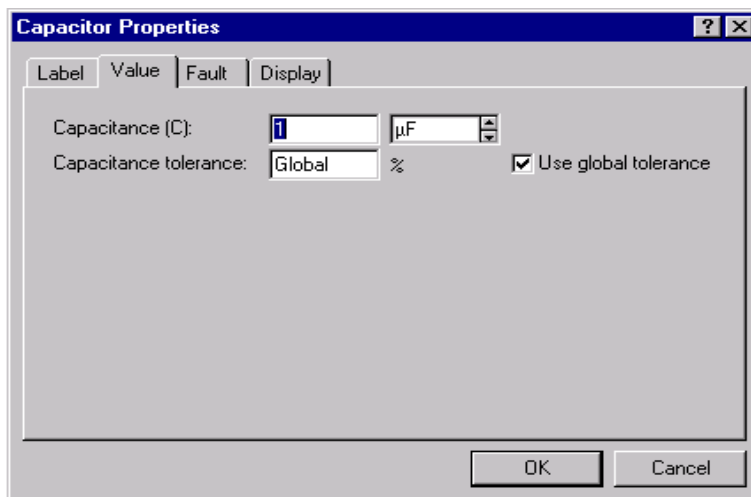 Capacitor Properties
Label Value Fault Display
Capacitance (C): 1 µF
Capacitance tolerance: Global % Use global tolerance
OK Cancel